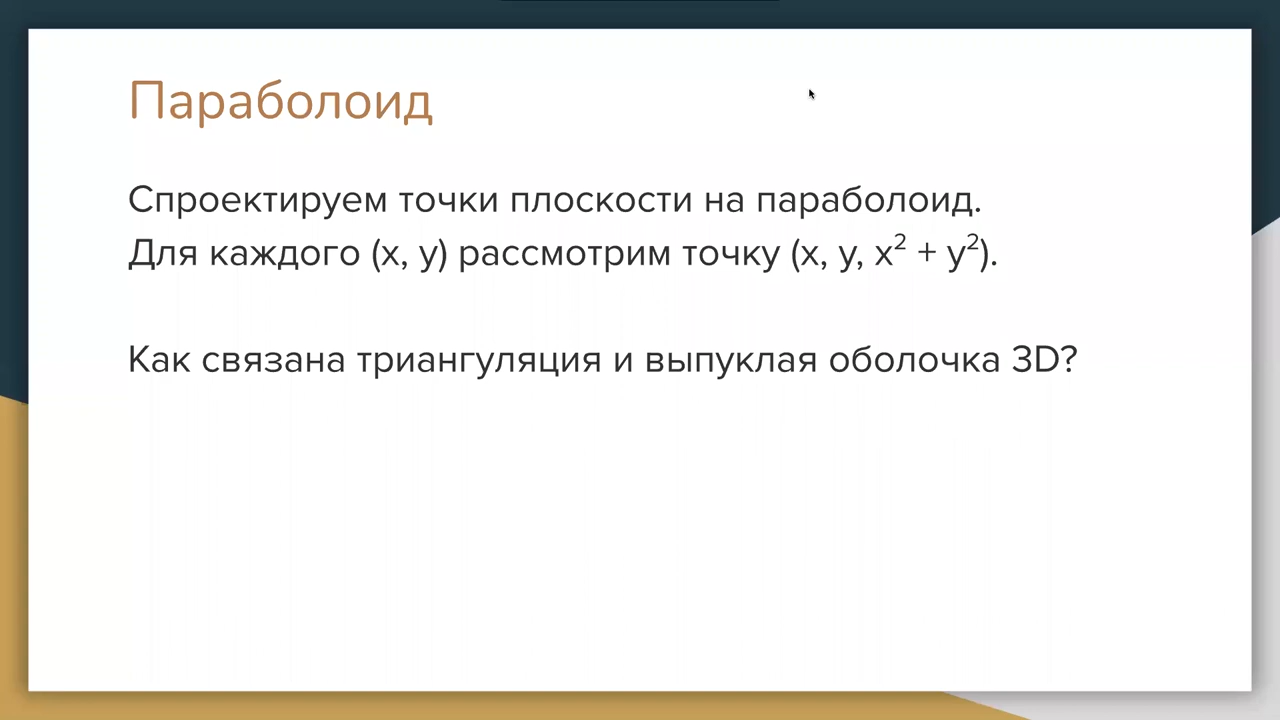 Параболоид
Спроектируем точки плоскости на параболоид.
Для каждого (x, y) рассмотрим точку (x, y, x² + y²).
Как связана триангуляция и выпуклая оболочка 3D?